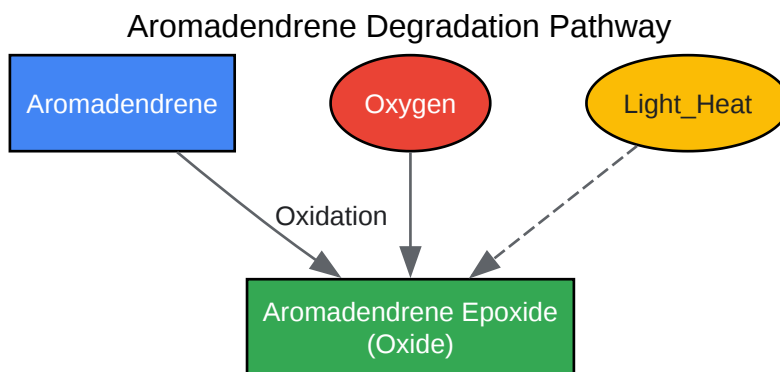 Aromadendrene Degradation Pathway
Aromadendrene
Oxygen
Light_Heat
Oxidation
Aromadendrene Epoxide
(Oxide)